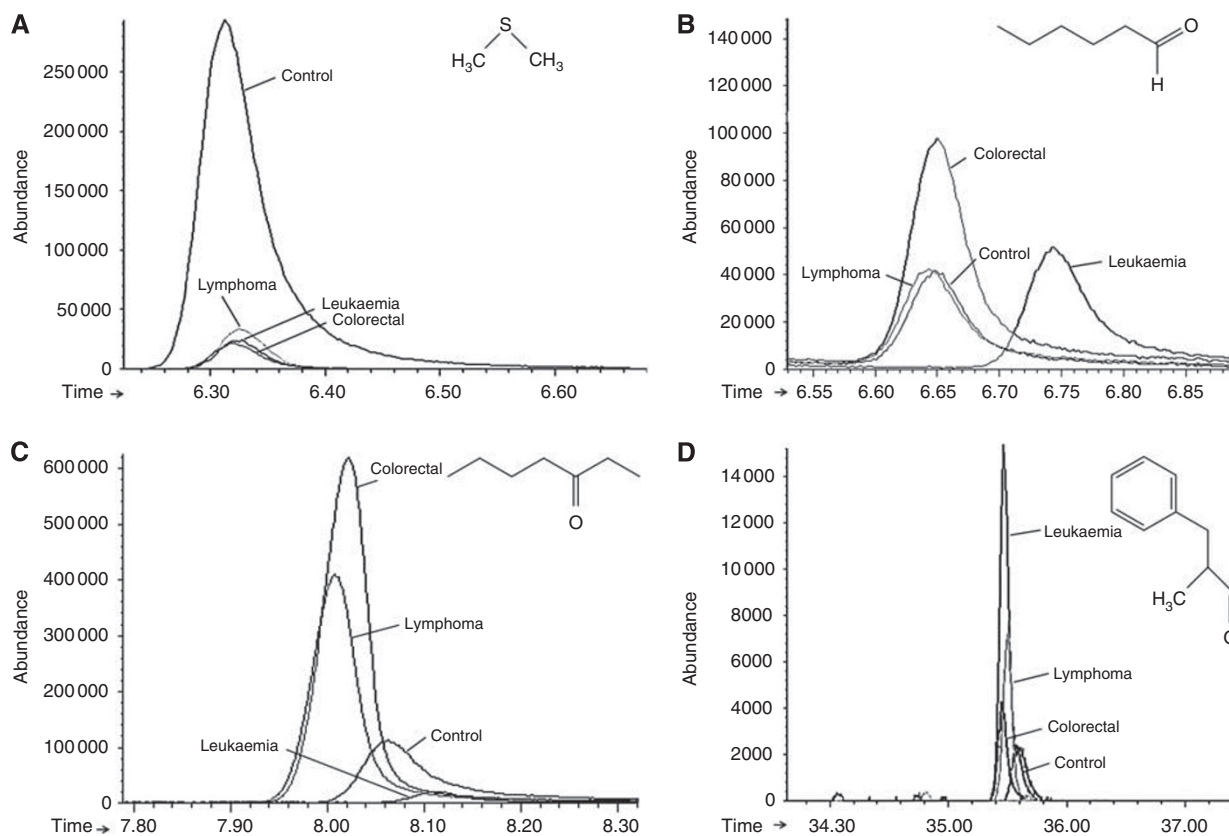 A
S
H₃C
CH₃
Abundance
250 000
200 000
150 000
100 000
50 000
0
Control
Lymphoma
Leukaemia
Colorectal
Time → 6.30 6.40 6.50 6.60
B
O
H
Abundance
140 000
120 000
100 000
80 000
60 000
40 000
20 000
0
Colorectal
Control
Lymphoma
Leukaemia
Time → 6.55 6.60 6.65 6.70 6.75 6.80 6.85
C
O
Abundance
600 000
500 000
400 000
300 000
200 000
100 000
0
Colorectal
Lymphoma
Leukaemia
Control
Time → 7.80 7.90 8.00 8.10 8.20 8.30
D
H₃C
Abundance
14 000
12 000
10 000
8000
6000
4000
2000
0
Leukaemia
Lymphoma
Colorectal
Control
Time → 34.30 35.00 36.00 37.00